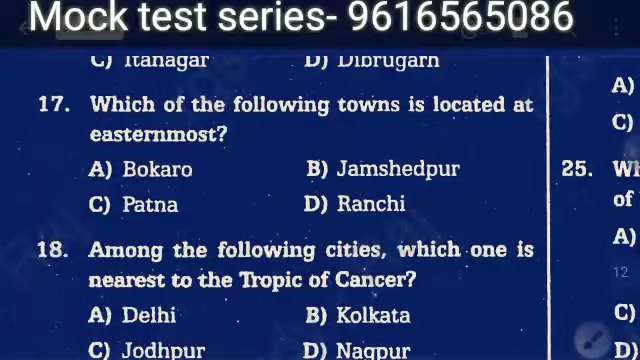 Mock test series- 9616565086
C) Itanagar D) Dibrugarh
17. Which of the following towns is located at
easternmost?
A) Bokaro B) Jamshedpur
C) Patna D) Ranchi
18. Among the following cities, which one is
nearest to the Tropic of Cancer?
A) Delhi B) Kolkata
C) Jodhpur D) Nagpur
A)
C)
25.
of
A)
12
C)
D)